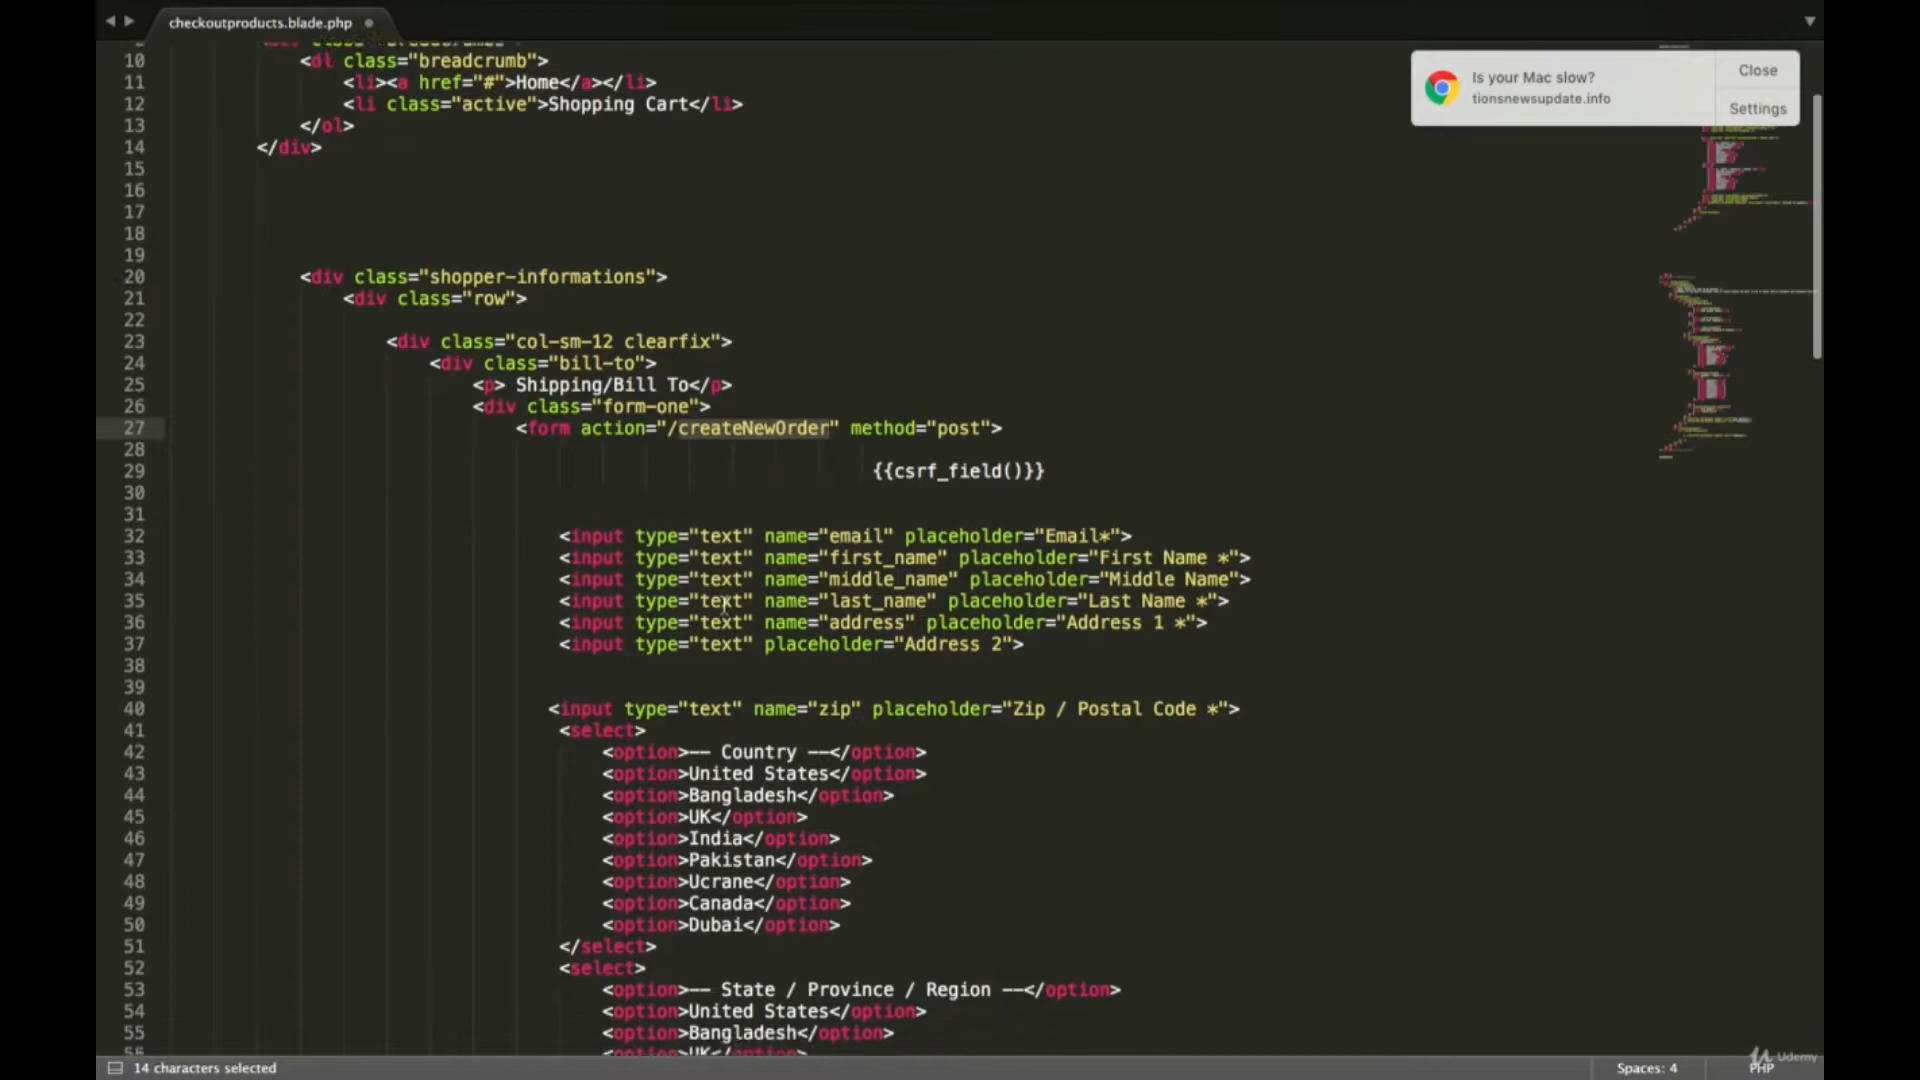 checkoutproducts.blade.php
10 <dl class="breadcrumb">
11 <li><a href="#">Home</a></li>
12 <li class="active">Shopping Cart</li>
13 </ol>
14 </div>
15
16
17
18
19
20 <div class="shopper-informations">
21 <div class="row">
22
23 <div class="col-sm-12 clearfix">
24 <div class="bill-to">
25 <p> Shipping/Bill To</p>
26 <div class="form-one">
27 <form action="/createNewOrder" method="post">
28
29 {{csrf_field()}}
30
31
32 <input type="text" name="email" placeholder="Email*">
33 <input type="text" name="first_name" placeholder="First Name *">
34 <input type="text" name="middle_name" placeholder="Middle Name">
35 <input type="text" name="last_name" placeholder="Last Name *">
36 <input type="text" name="address" placeholder="Address 1 *">
37 <input type="text" placeholder="Address 2">
38
39
40 <input type="text" name="zip" placeholder="Zip / Postal Code *">
41 <select>
42 <option>-- Country --</option>
43 <option>United States</option>
44 <option>Bangladesh</option>
45 <option>UK</option>
46 <option>India</option>
47 <option>Pakistan</option>
48 <option>Ucrane</option>
49 <option>Canada</option>
50 <option>Dubai</option>
51 </select>
52 <select>
53 <option>-- State / Province / Region --</option>
54 <option>United States</option>
55 <option>Bangladesh</option>
Is your Mac slow?
tionsnewsupdate.info
Close
Settings
14 characters selected
Spaces: 4
PHP
Udemy